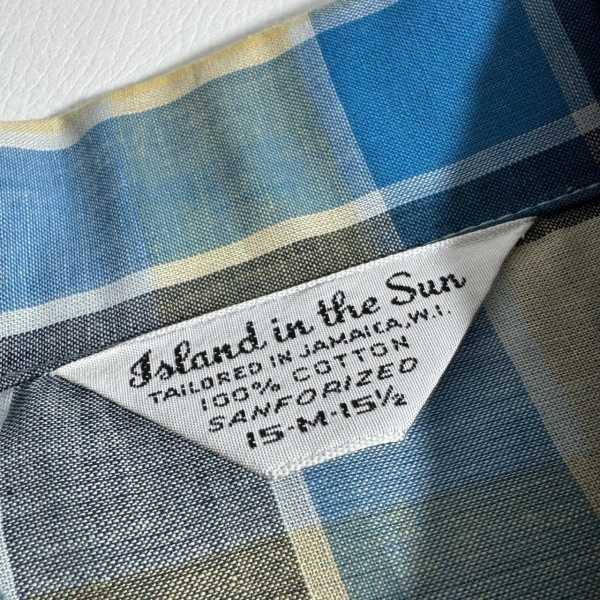 Island in the Sun
TAILORED IN JAMAICA, W.I.
100% COTTON
SANFORIZED
15-M-15½